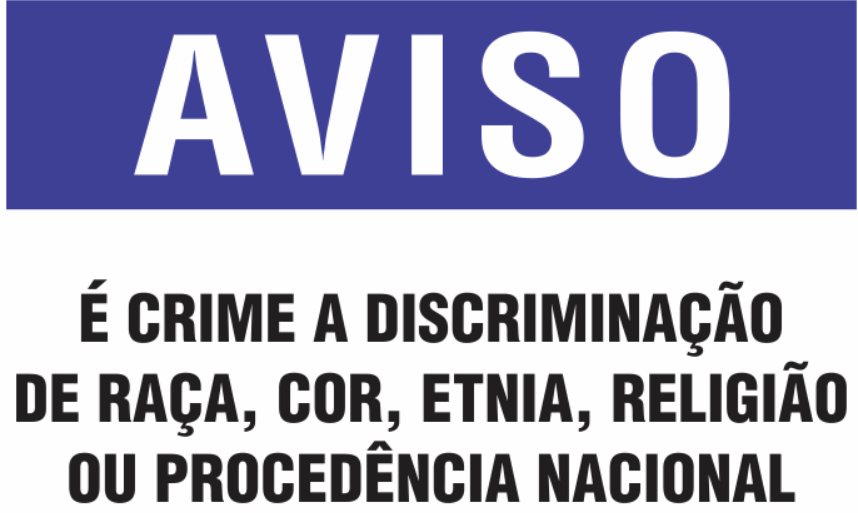 AVISO
É CRIME A DISCRIMINAÇÃO
DE RAÇA, COR, ETNIA, RELIGIÃO
OU PROCEDÊNCIA NACIONAL